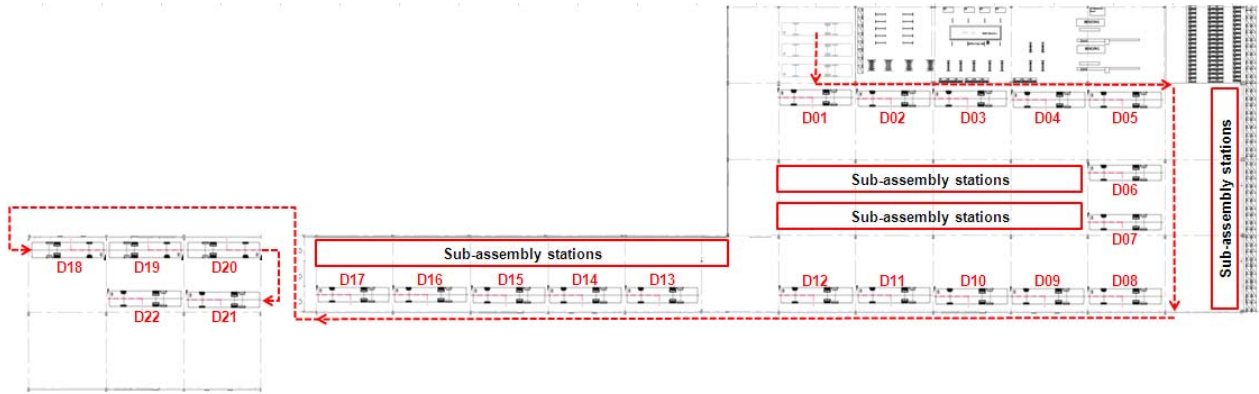 D01 D02 D03 D04 D05
Sub-assembly stations
D06
Sub-assembly stations
D07
Sub-assembly stations
Sub-assembly stations
D18 D19 D20
D17 D16 D15 D14 D13
D12 D11 D10 D09 D08
D22 D21